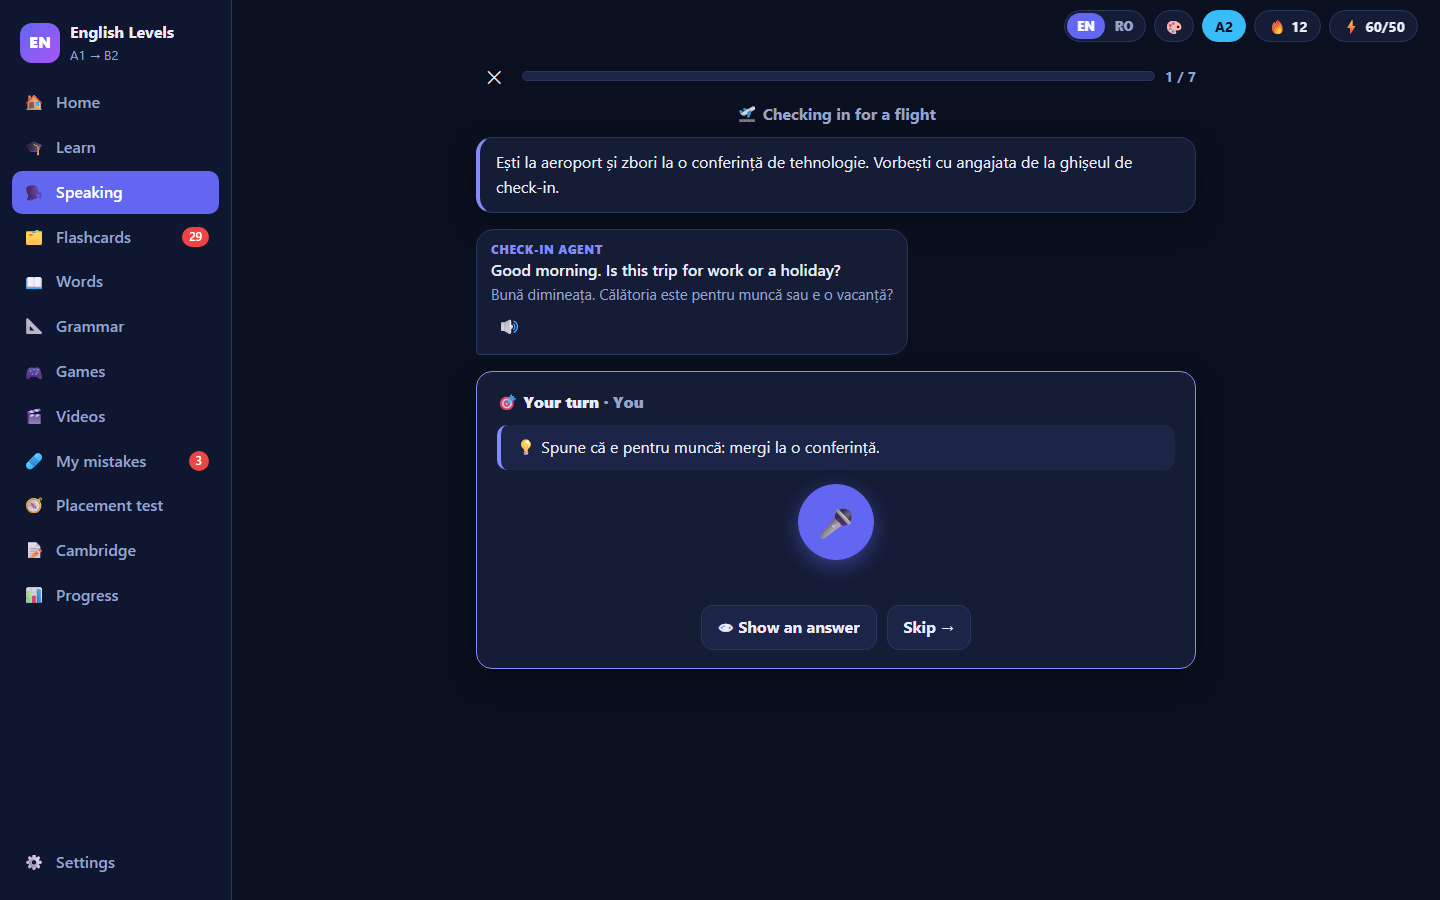 EN
English Levels
A1 → B2
Home
Learn
Speaking
Flashcards 29
Words
Grammar
Games
Videos
My mistakes 3
Placement test
Cambridge
Progress
Settings
EN RO A2 12 60/50
1 / 7
Checking in for a flight
Ești la aeroport și zbori la o conferință de tehnologie. Vorbești cu angajata de la ghișeul de
check-in.
CHECK-IN AGENT
Good morning. Is this trip for work or a holiday?
Bună dimineața. Călătoria este pentru muncă sau e o vacanță?
Your turn · You
Spune că e pentru muncă: mergi la o conferință.
Show an answer
Skip →